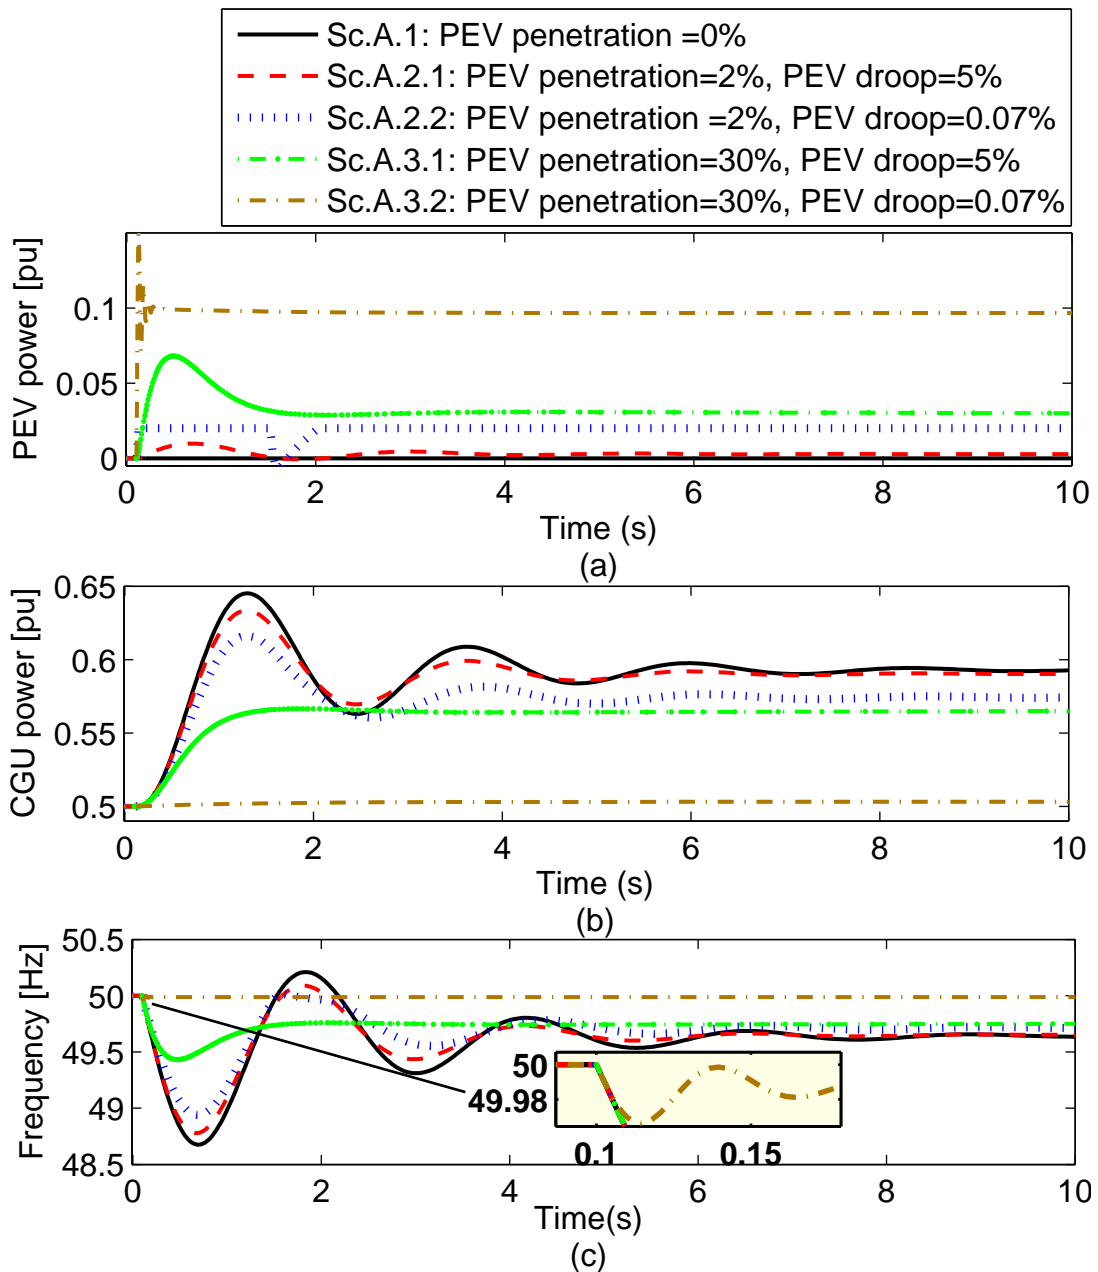 Sc.A.1: PEV penetration =0%
Sc.A.2.1: PEV penetration=2%, PEV droop=5%
Sc.A.2.2: PEV penetration =2%, PEV droop=0.07%
Sc.A.3.1: PEV penetration=30%, PEV droop=5%
Sc.A.3.2: PEV penetration=30%, PEV droop=0.07%
PEV power [pu]
0.1
0.05
0
0 2 4 6 8 10
Time (s)
(a)
CGU power [pu]
0.65
0.6
0.55
0.5
0 2 4 6 8 10
Time (s)
(b)
Frequency [Hz]
50.5
50
49.5
49
48.5
50
49.98
0.1 0.15
0 2 4 6 8 10
Time(s)
(c)